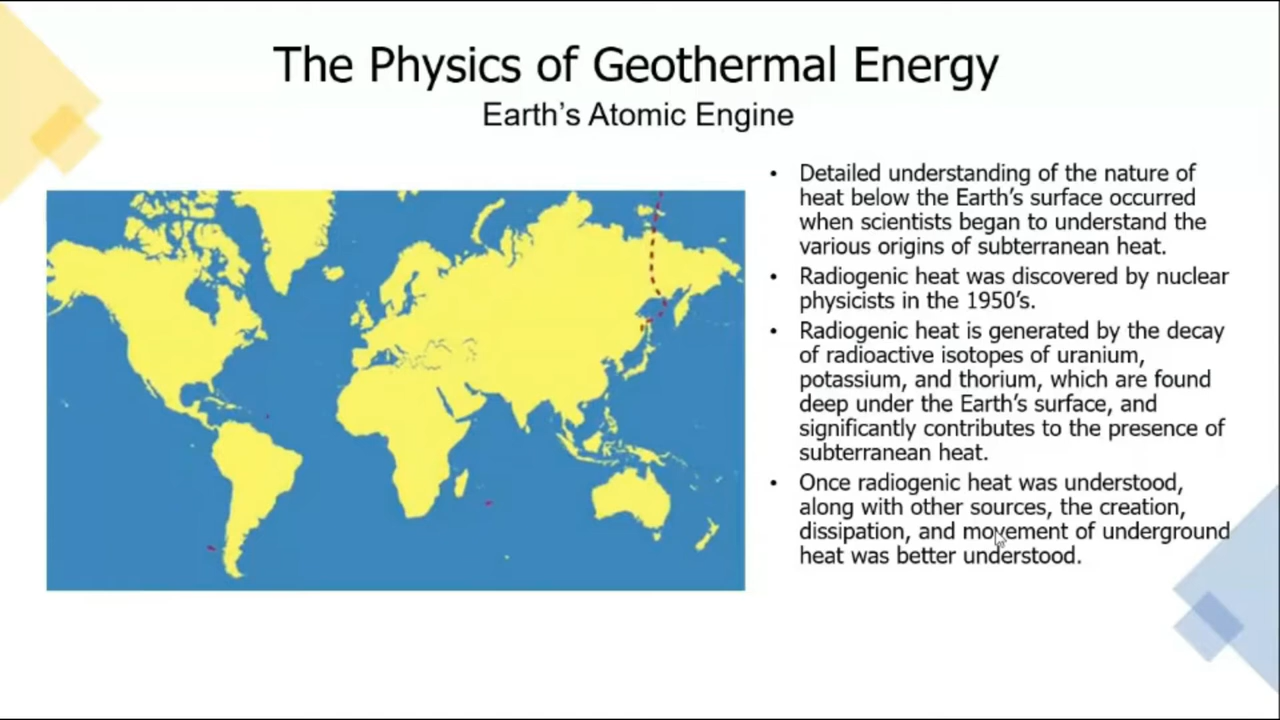 The Physics of Geothermal Energy
Earth's Atomic Engine
• Detailed understanding of the nature of
heat below the Earth's surface occurred
when scientists began to understand the
various origins of subterranean heat.
• Radiogenic heat was discovered by nuclear
physicists in the 1950's.
• Radiogenic heat is generated by the decay
of radioactive isotopes of uranium,
potassium, and thorium, which are found
deep under the Earth's surface, and
significantly contributes to the presence of
subterranean heat.
• Once radiogenic heat was understood,
along with other sources, the creation,
dissipation, and movement of underground
heat was better understood.